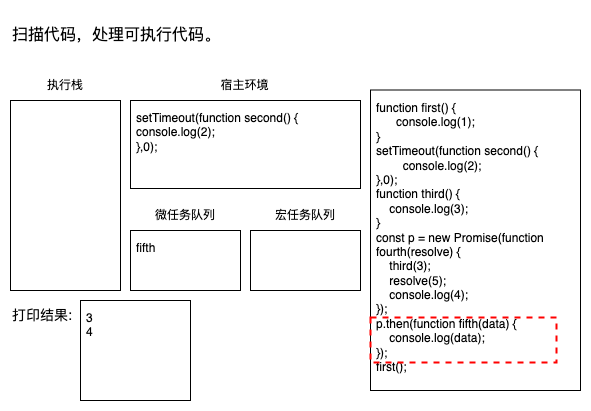 扫描代码，处理可执行代码。
执行栈
宿主环境
setTimeout(function second() {
console.log(2);
},0);
微任务队列
宏任务队列
fifth
打印结果:
3
4
function first() {
console.log(1);
}
setTimeout(function second() {
console.log(2);
},0);
function third() {
console.log(3);
}
const p = new Promise(function
fourth(resolve) {
third(3);
resolve(5);
console.log(4);
});
p.then(function fifth(data) {
console.log(data);
});
first();